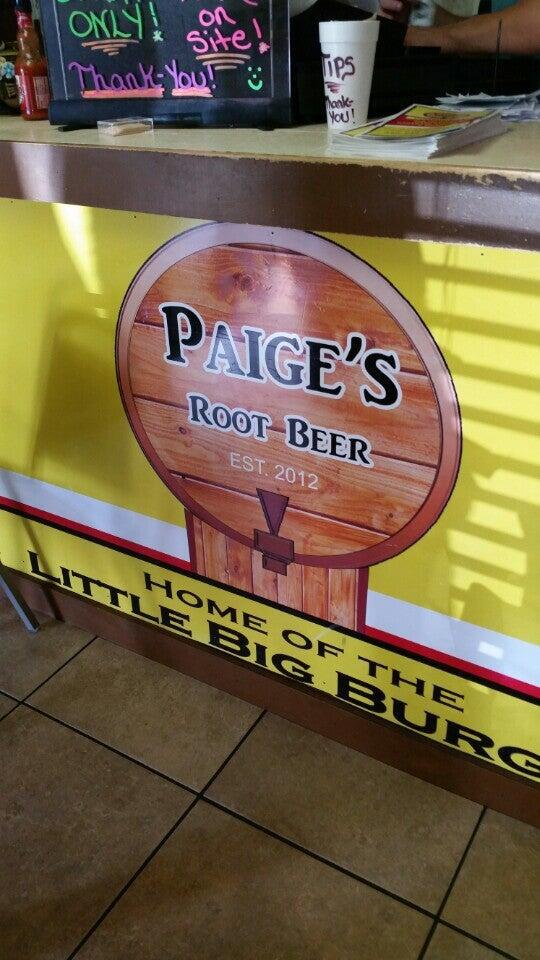 ONLY!
on
site!
Thank-You!
TIPS
Thank-
You!
PAIGE'S
ROOT BEER
EST. 2012
HOME OF THE
LITTLE BIG BURG